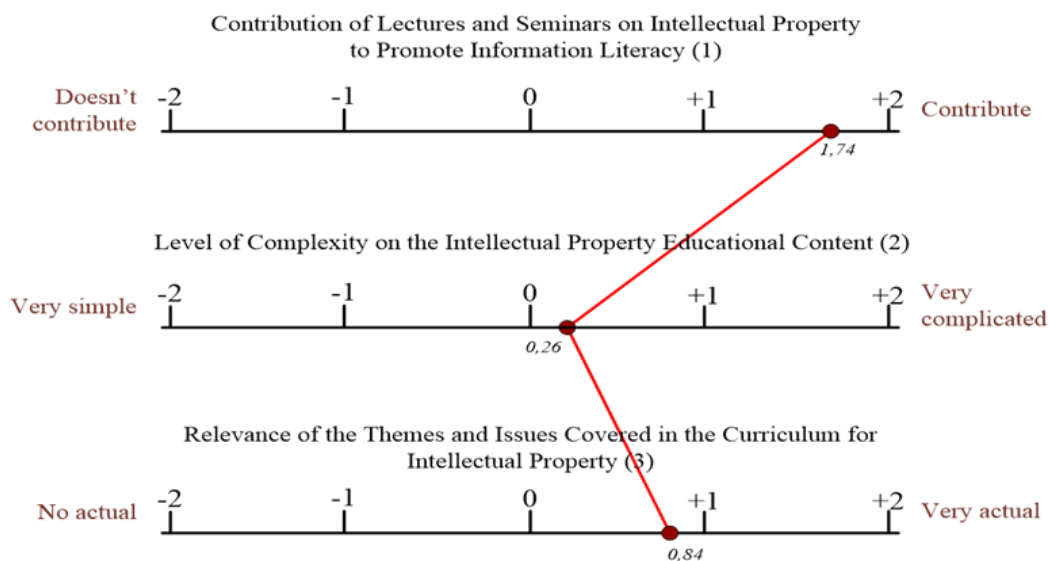 Contribution of Lectures and Seminars on Intellectual Property
to Promote Information Literacy (1)
Doesn't
contribute
-2 -1 0 +1 +2
Contribute
1,74
Level of Complexity on the Intellectual Property Educational Content (2)
Very simple
-2 -1 0 +1 +2
Very
complicated
0,26
Relevance of the Themes and Issues Covered in the Curriculum for
Intellectual Property (3)
No actual
-2 -1 0 +1 +2
Very actual
0,84